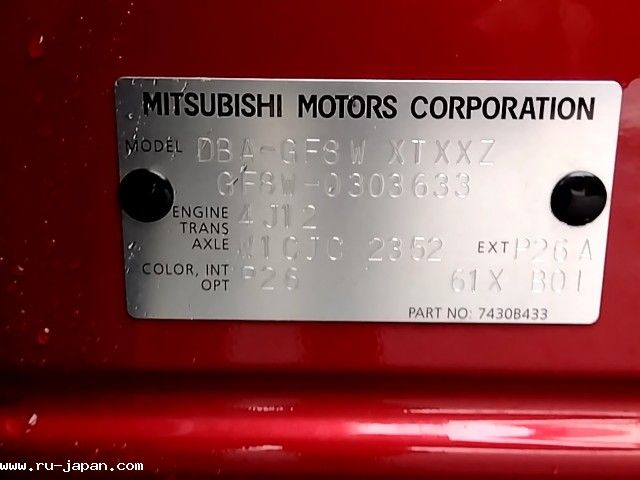 MITSUBISHI MOTORS CORPORATION
MODEL DBA-GF8W XTXXZ
GF8W-0303633
ENGINE 4J12
TRANS
AXLE W1CJC 2352 EXT P26A
COLOR, INT P26 61X B01
OPT
PART NO: 7430B433
www.ru-japan.com